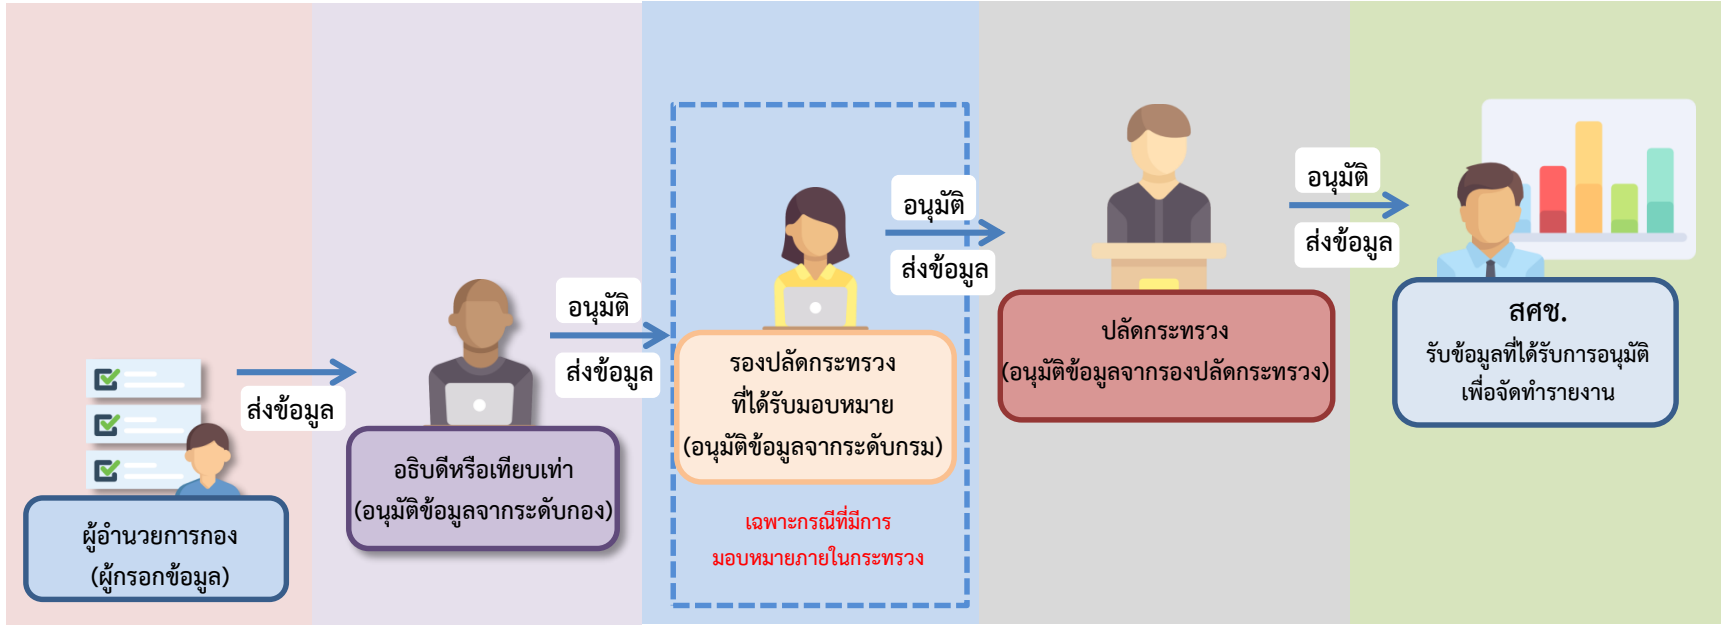 ผู้อำนวยการกอง
(ผู้กรอกข้อมูล)
ส่งข้อมูล
อธิบดีหรือเทียบเท่า
(อนุมัติข้อมูลจากระดับกอง)
อนุมัติ
ส่งข้อมูล
รองปลัดกระทรวง
ที่ได้รับมอบหมาย
(อนุมัติข้อมูลจากระดับกรม)
เฉพาะกรณีที่มีการ
มอบหมายภายในกระทรวง
อนุมัติ
ส่งข้อมูล
ปลัดกระทรวง
(อนุมัติข้อมูลจากรองปลัดกระทรวง)
อนุมัติ
ส่งข้อมูล
สศช.
รับข้อมูลที่ได้รับการอนุมัติ
เพื่อจัดทำรายงาน